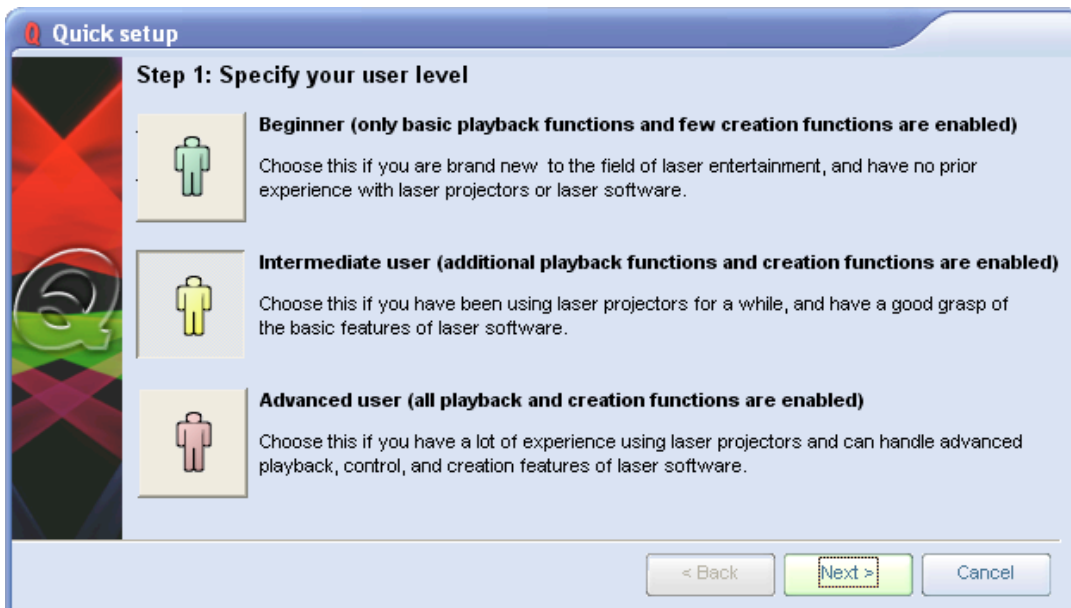 Q Quick setup
Step 1: Specify your user level
Beginner (only basic playback functions and few creation functions are enabled)
Choose this if you are brand new to the field of laser entertainment, and have no prior
experience with laser projectors or laser software.
Intermediate user (additional playback functions and creation functions are enabled)
Choose this if you have been using laser projectors for a while, and have a good grasp of
the basic features of laser software.
Q
Advanced user (all playback and creation functions are enabled)
Choose this if you have a lot of experience using laser projectors and can handle advanced
playback, control, and creation features of laser software.
< Back
Next >
Cancel